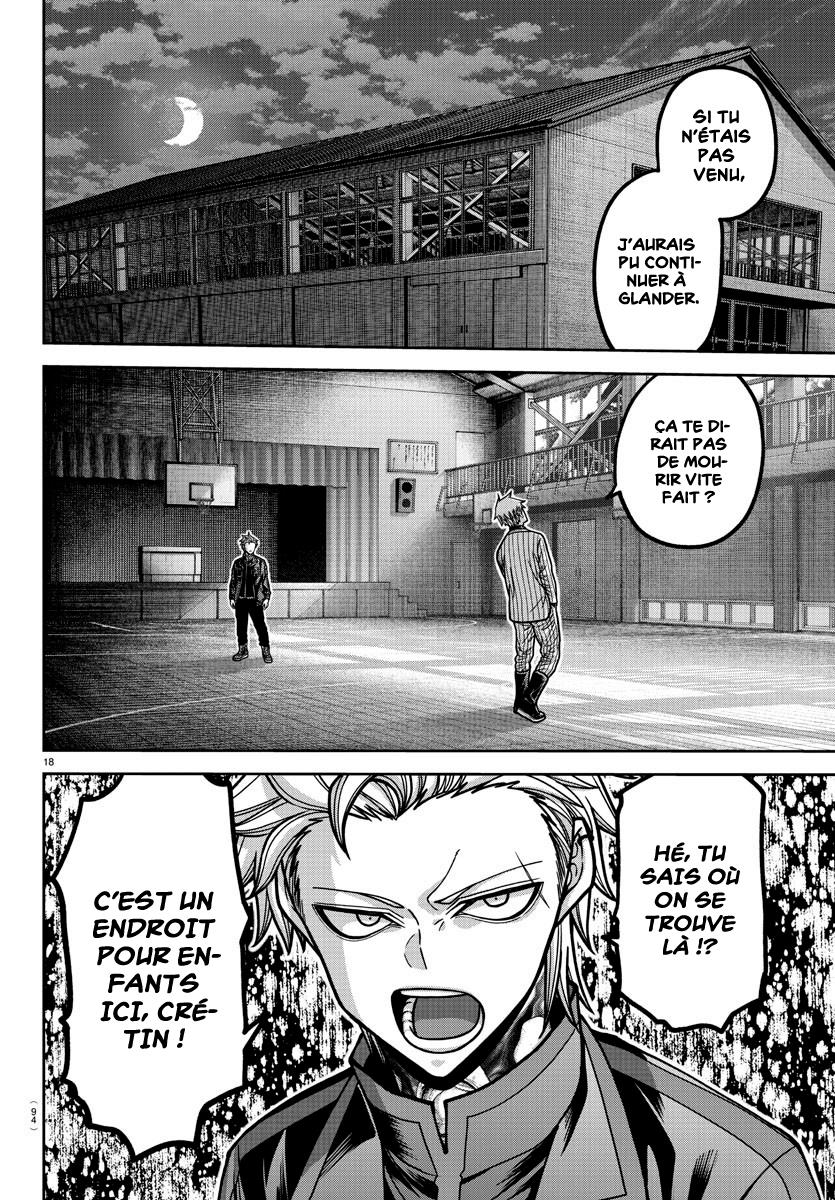 SI TU
N'ÉTAIS
PAS
VENU,
J'AURAIS
PU CONTI-
NUER À
GLANDER.
ÇA TE DI-
RAIT PAS
DE MOU-
RIR VITE
FAIT ?
18
HÉ, TU
SAIS OÙ
ON SE
TROUVE
LÀ !?
C'EST UN
ENDROIT
POUR EN-
FANTS
ICI, CRÉ-
TIN !
(94)